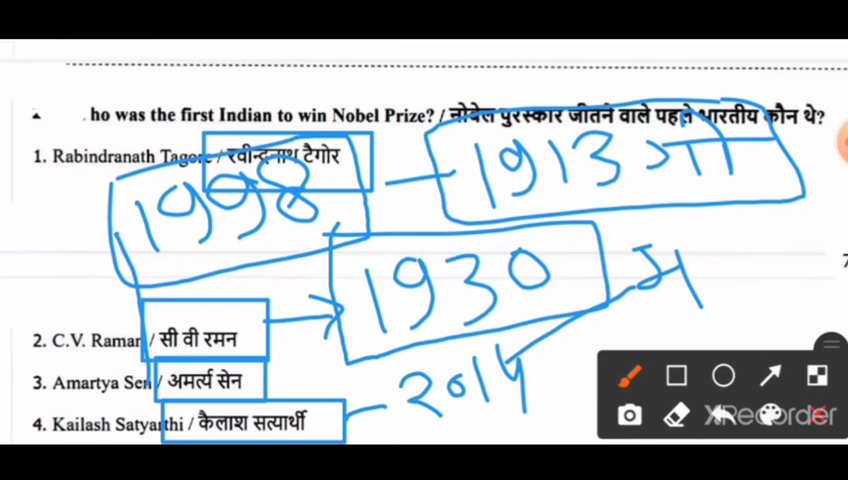 ho was the first Indian to win Nobel Prize? / नोबेल पुरस्कार जीतने वाले पहले भारतीय कौन थे?
1. Rabindranath Tagore / रवीन्द्रनाथ टैगोर
1913
1998
1930
2. C.V. Raman / सी वी रमन
3. Amartya Sen / अमर्त्य सेन
2014
4. Kailash Satyarthi / कैलाश सत्यार्थी
XRecorder